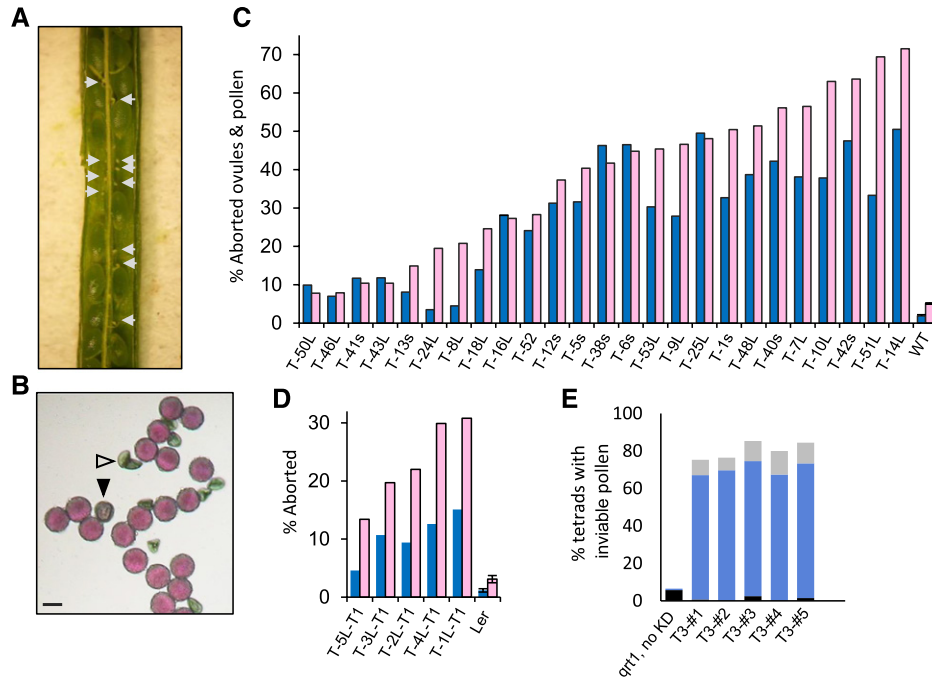 A
B
C
% Aborted ovules & pollen
70
60
50
40
30
20
10
0
T-50L
T-46L
T-41s
T-43L
T-13s
T-24L
T-8L
T-18L
T-16L
T-52
T-12s
T-5s
T-38s
T-6s
T-53L
T-9L
T-25L
T-1s
T-48L
T-40s
T-7L
T-10L
T-42s
T-51L
T-14L
WT
D
% Aborted
30
20
10
0
T-5L-T1
T-3L-T1
T-2L-T1
T-4L-T1
T-1L-T1
Ler
E
% tetrads with
inviable pollen
100
80
60
40
20
0
qrt1, no KD
T3-#1
T3-#2
T3-#3
T3-#4
T3-#5